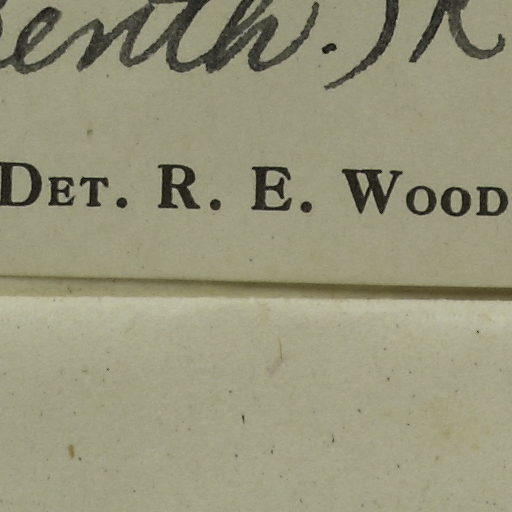 Benth.) K
DET. R. E. WOOD